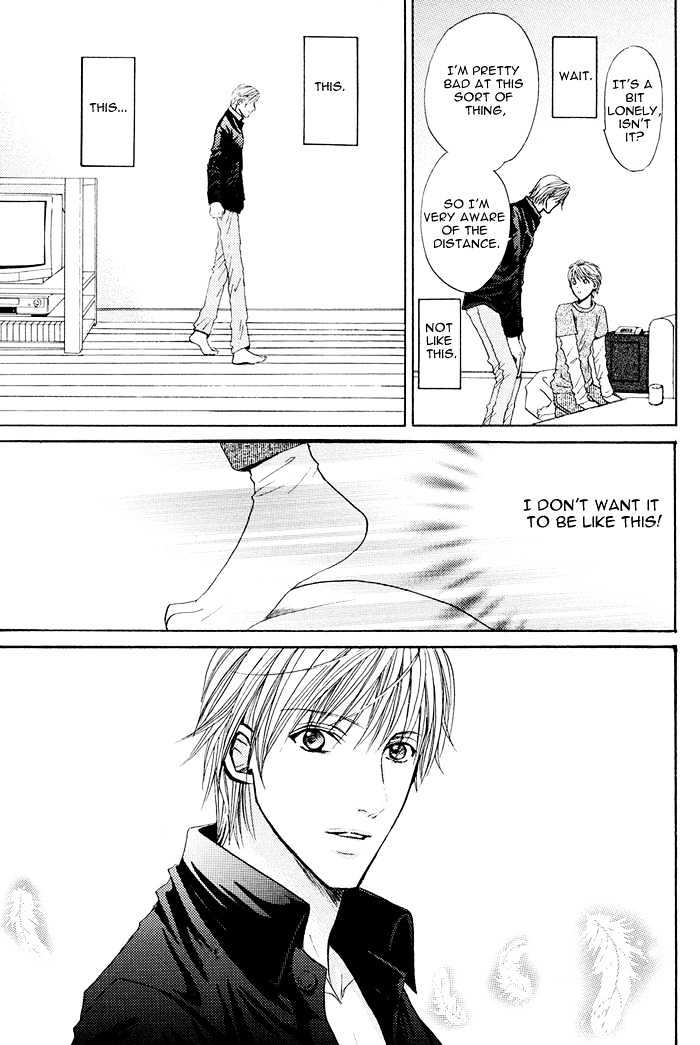 IT'S A
BIT
LONELY,
ISN'T
IT?
WAIT.
I'M PRETTY
BAD AT THIS
SORT OF
THING,
SO I'M
VERY AWARE
OF THE
DISTANCE.
NOT
LIKE
THIS.
THIS.
THIS...
I DON'T WANT IT
TO BE LIKE THIS!